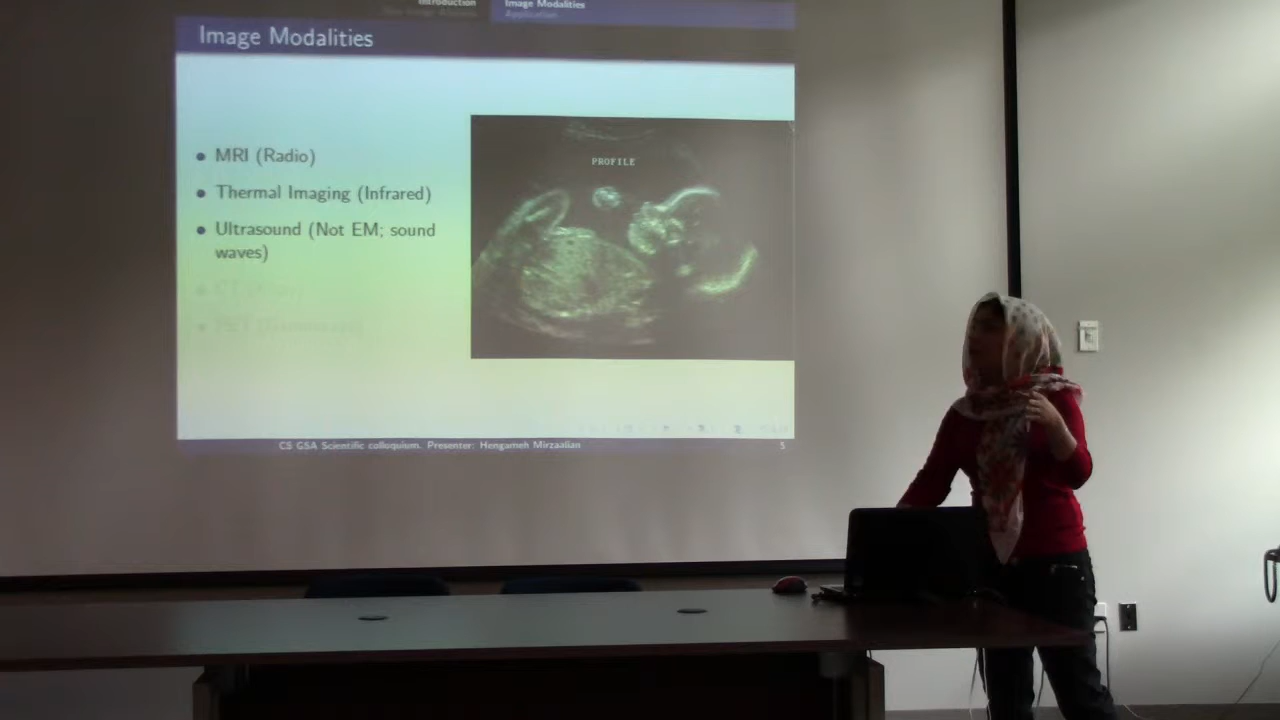 Introduction
Image Modalities
Application
Image Modalities
• MRI (Radio)
• Thermal Imaging (Infrared)
• Ultrasound (Not EM; sound
waves)
PROFILE
CS GSA Scientific colloquium. Presenter: Hengameh Mirzaalian
5